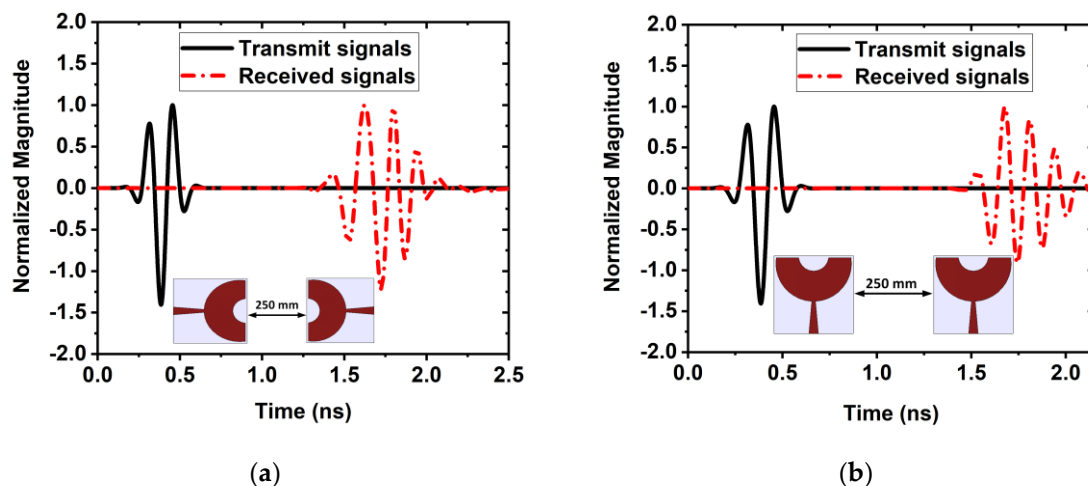 2.0
1.5
1.0
0.5
0.0
-0.5
-1.0
-1.5
-2.0
Normalized Magnitude
Transmit signals
Received signals
250 mm
0.0 0.5 1.0 1.5 2.0 2.5
Time (ns)
(a)
2.0
1.5
1.0
0.5
0.0
-0.5
-1.0
-1.5
-2.0
Normalized Magnitude
Transmit signals
Received signals
250 mm
0.0 0.5 1.0 1.5 2.0
Time (ns)
(b)